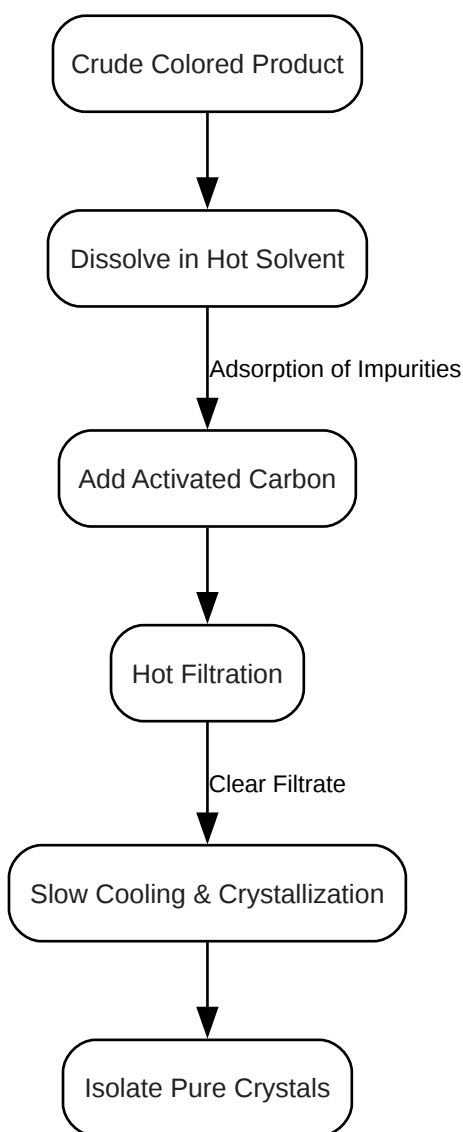 Crude Colored Product
Dissolve in Hot Solvent
Adsorption of Impurities
Add Activated Carbon
Hot Filtration
Clear Filtrate
Slow Cooling & Crystallization
Isolate Pure Crystals